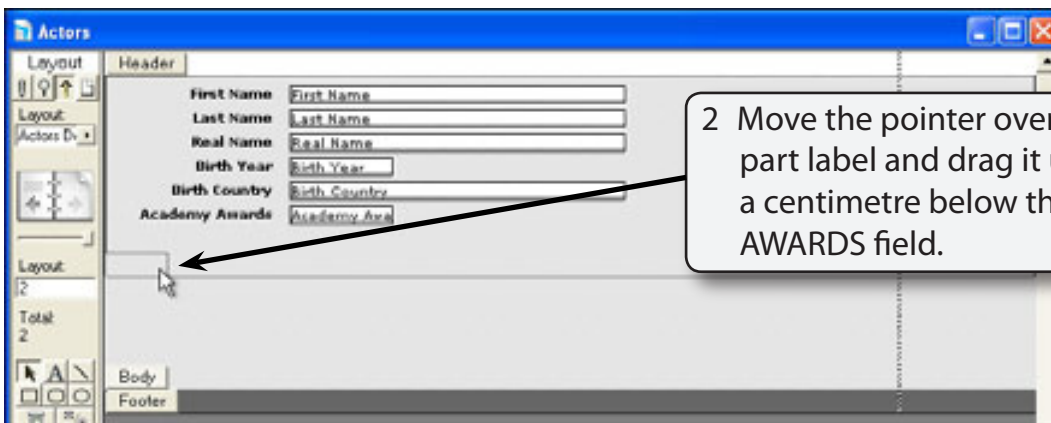 Actors
Layout
Header
First Name First Name
Layout:
Last Name Last Name
Actors D
Real Name Real Name
Birth Year Birth Year
Birth Country Birth Country
Academy Awards Academy Awa
Layout:
2
Total:
2
A
Body
Footer
2 Move the pointer over
part label and drag it
a centimetre below th
AWARDS field.